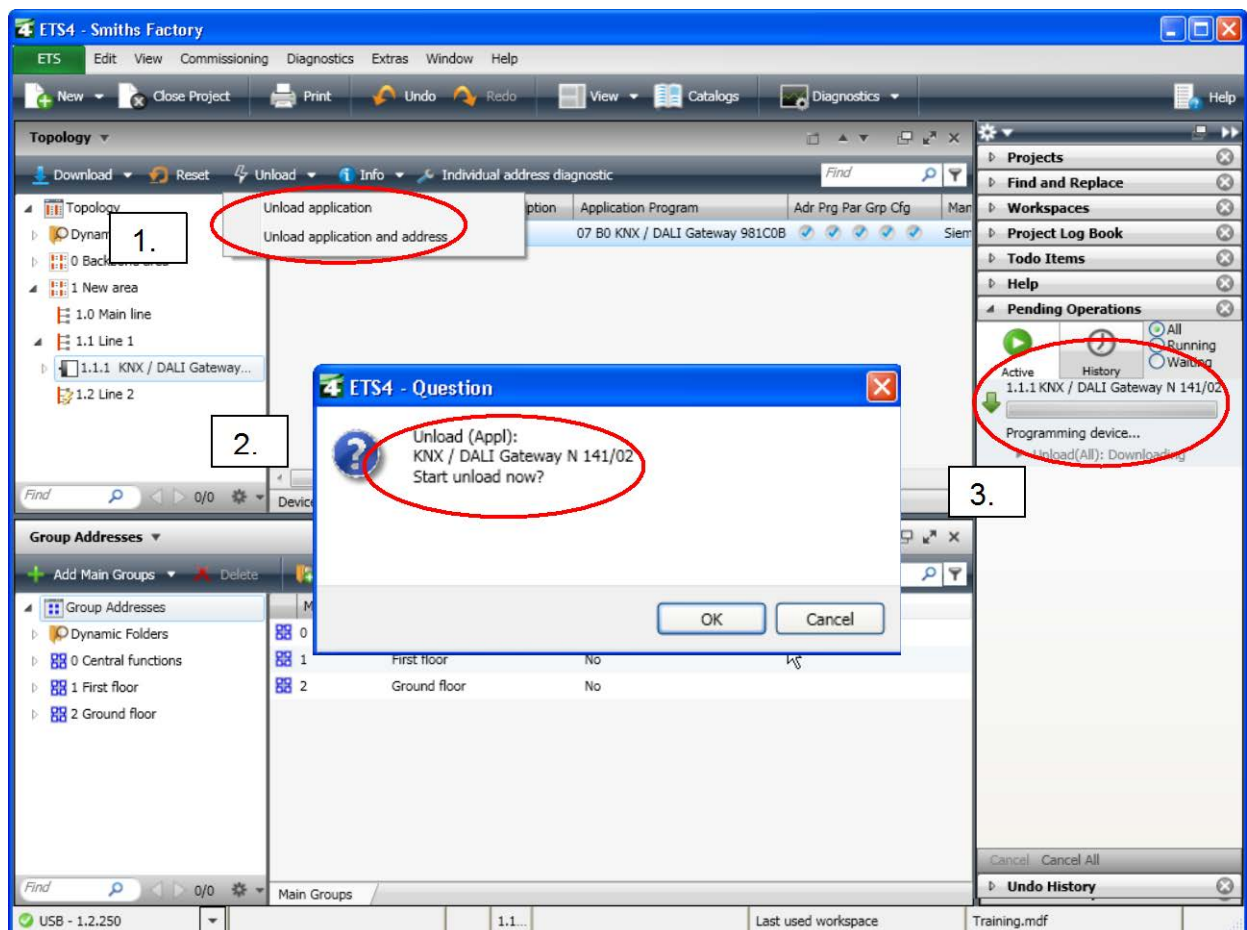 ETS4 - Smiths Factory
ETS Edit View Commissioning Diagnostics Extras Window Help
New Close Project Print Undo Redo View Catalogs Diagnostics Help
Topology
Download Reset Unload Info Individual address diagnostic Find
Unload application
Unload application and address
1.
Topology
Dynam
0 Backbone area
1 New area
1.0 Main line
1.1 Line 1
1.1.1 KNX / DALI Gateway...
1.2 Line 2
ption Application Program Adr Prg Par Grp Cfg Man
07 B0 KNX / DALI Gateway 981C0B Siem
Find 0/0
Device
2.
ETS4 - Question
Unload (Appl):
KNX / DALI Gateway N 141/02
Start unload now?
OK Cancel
Projects
Find and Replace
Workspaces
Project Log Book
Todo Items
Help
Pending Operations
Active History
All
Running
Waiting
1.1.1 KNX / DALI Gateway N 141/02
Programming device...
Unload(All): Downloading
3.
Cancel Cancel All
Undo History
Group Addresses
Add Main Groups Delete
Group Addresses
Dynamic Folders
0 Central functions
1 First floor
2 Ground floor
M
0
1 First floor No
2 Ground floor No
Find 0/0
Main Groups
USB - 1.2.250 1.1... Last used workspace Training.mdf